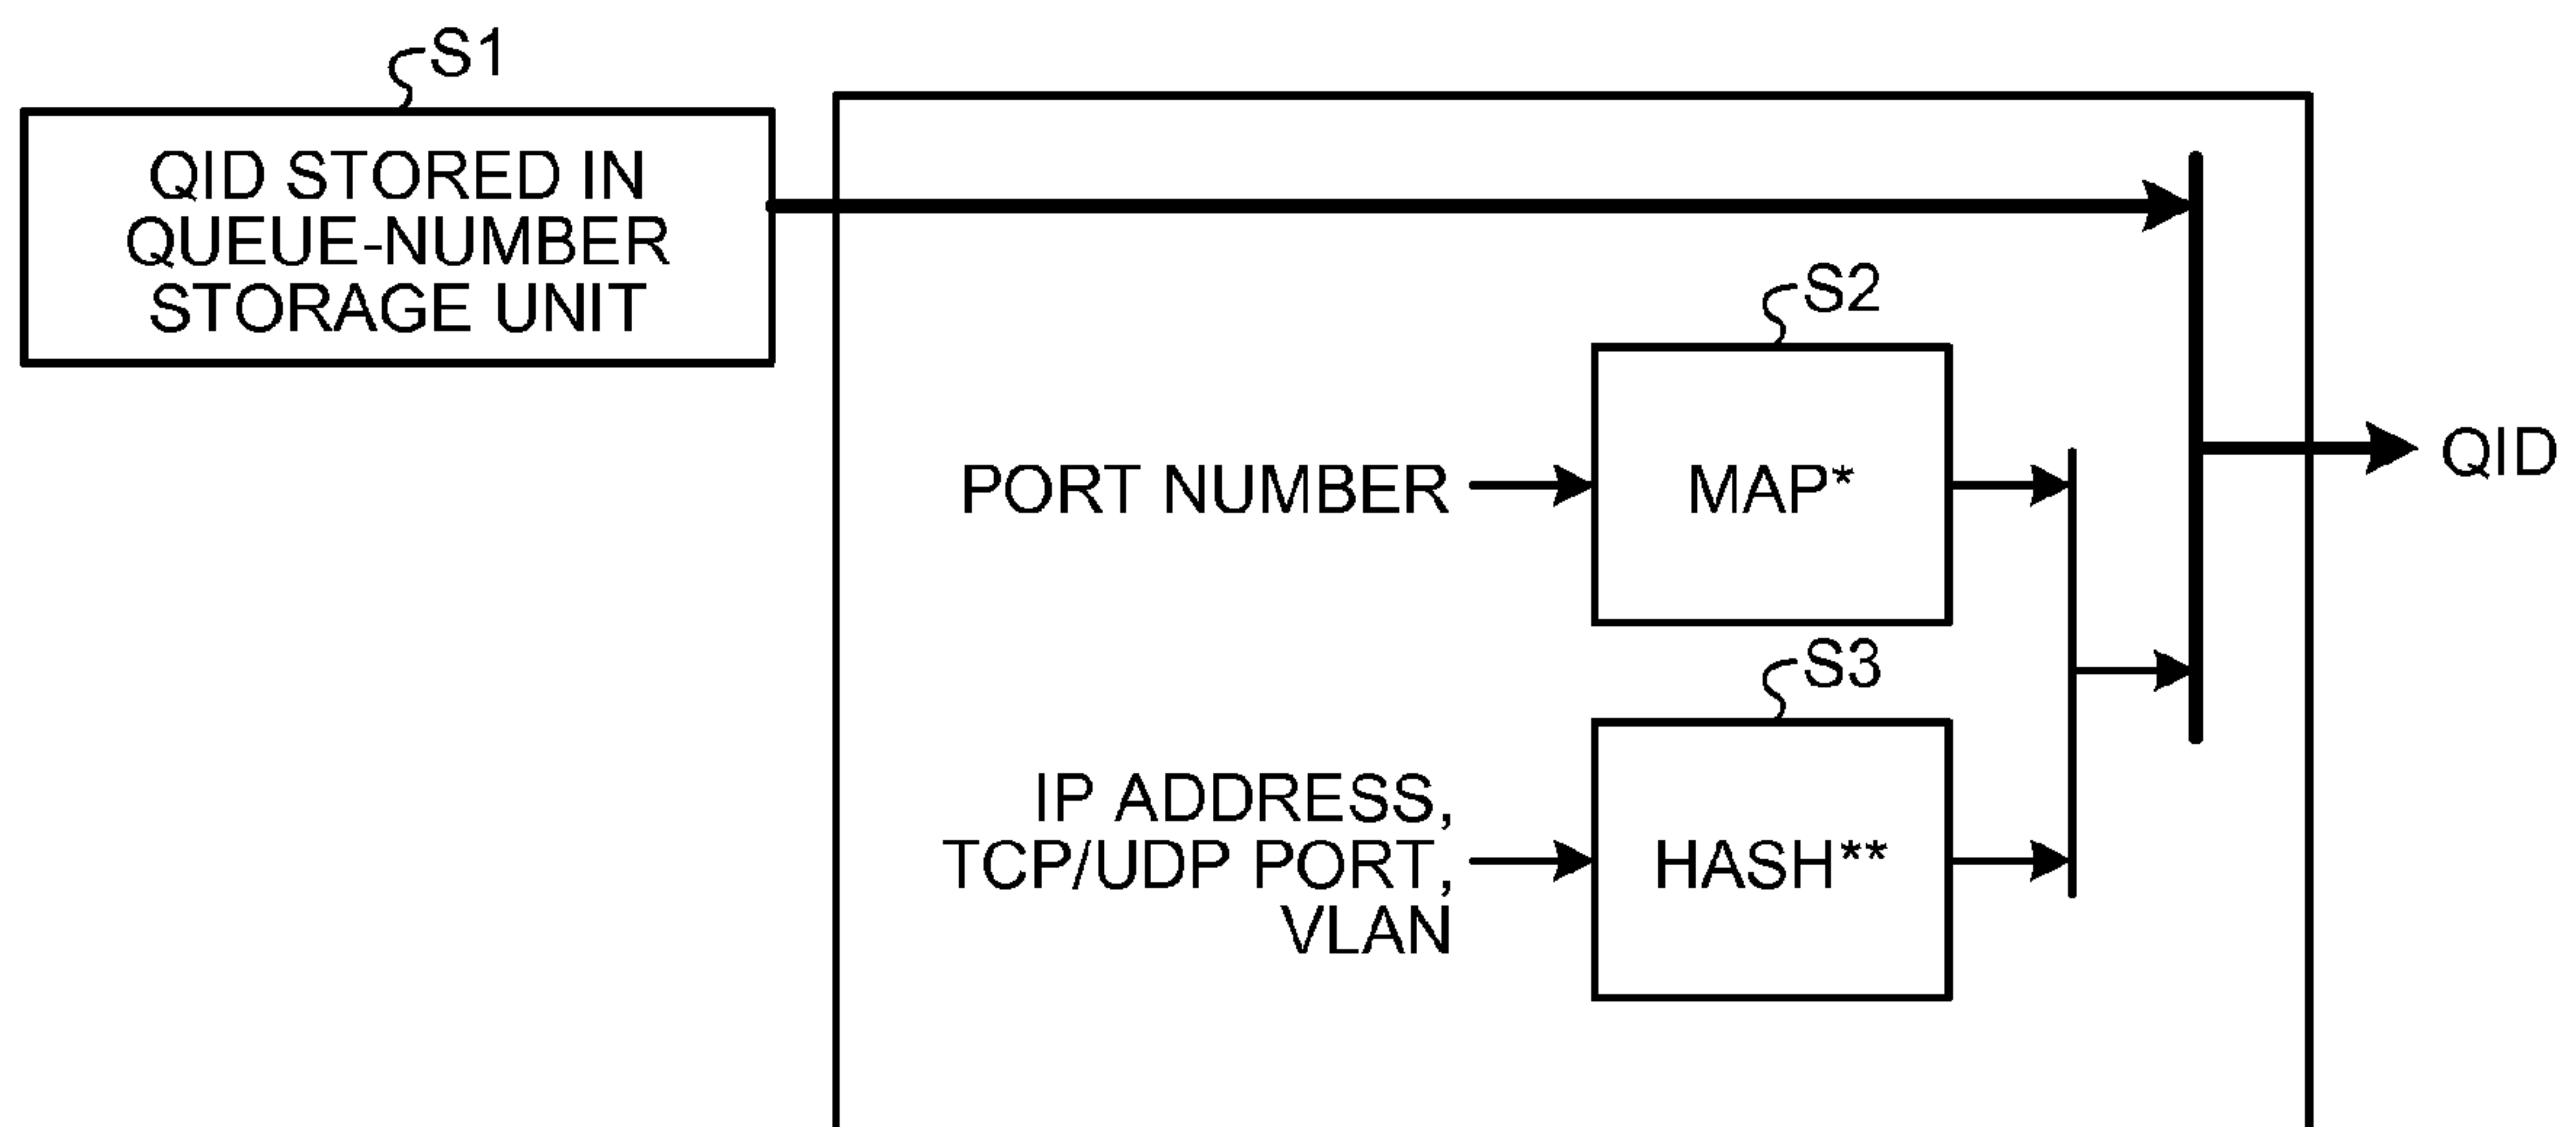 S1
QID STORED IN
QUEUE-NUMBER
STORAGE UNIT
S2
PORT NUMBER
MAP*
QID
S3
IP ADDRESS,
TCP/UDP PORT,
VLAN
HASH**